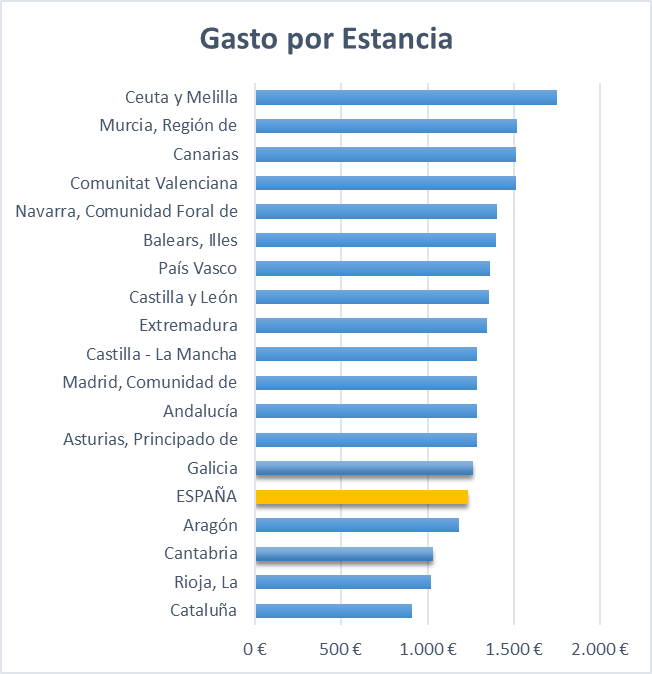 Gasto por Estancia
Ceuta y Melilla
Murcia, Región de
Canarias
Comunitat Valenciana
Navarra, Comunidad Foral de
Balears, Illes
País Vasco
Castilla y León
Extremadura
Castilla - La Mancha
Madrid, Comunidad de
Andalucía
Asturias, Principado de
Galicia
ESPAÑA
Aragón
Cantabria
Rioja, La
Cataluña
0 € 500 € 1.000 € 1.500 € 2.000 €